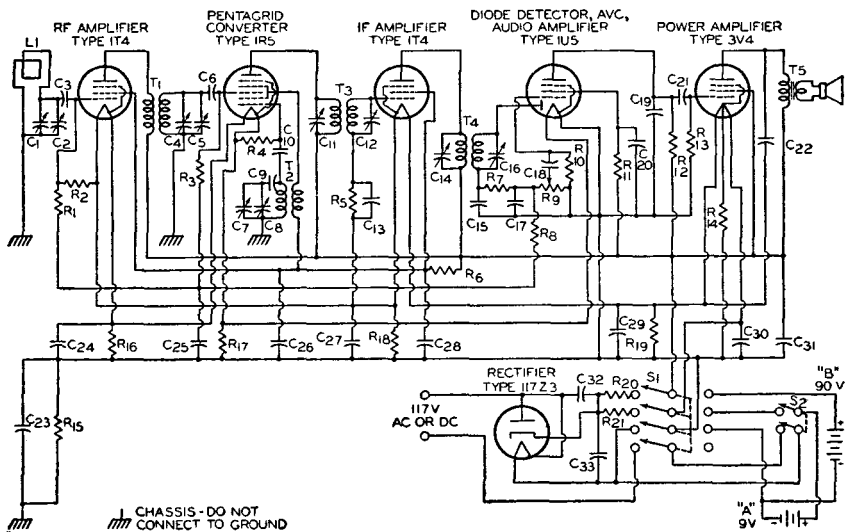 RF AMPLIFIER
TYPE 1T4
PENTAGRID
CONVERTER
TYPE 1R5
IF AMPLIFIER
TYPE 1T4
DIODE DETECTOR, AVC,
AUDIO AMPLIFIER
TYPE 1U5
POWER AMPLIFIER
TYPE 3V4
L1
C3
T1
C6
T3
T4
C19
C21
T5
C1
C2
C4
C5
R4
C10
C11
C12
C14
C16
C18
R10
R11
C20
R12
R13
C22
R2
R1
R3
C9
T2
C7
C8
R5
C13
R7
R9
C15
C17
R8
R14
R6
C24
R16
C25
R17
C26
C27
R18
C28
C29
R19
C30
C31
C23
R15
RECTIFIER
TYPE 117Z3
C32
R20
S1
117V
AC OR DC
R21
C33
S2
"B"
90 V
+
-
"A"
9V
-
+
CHASSIS - DO NOT
CONNECT TO GROUND